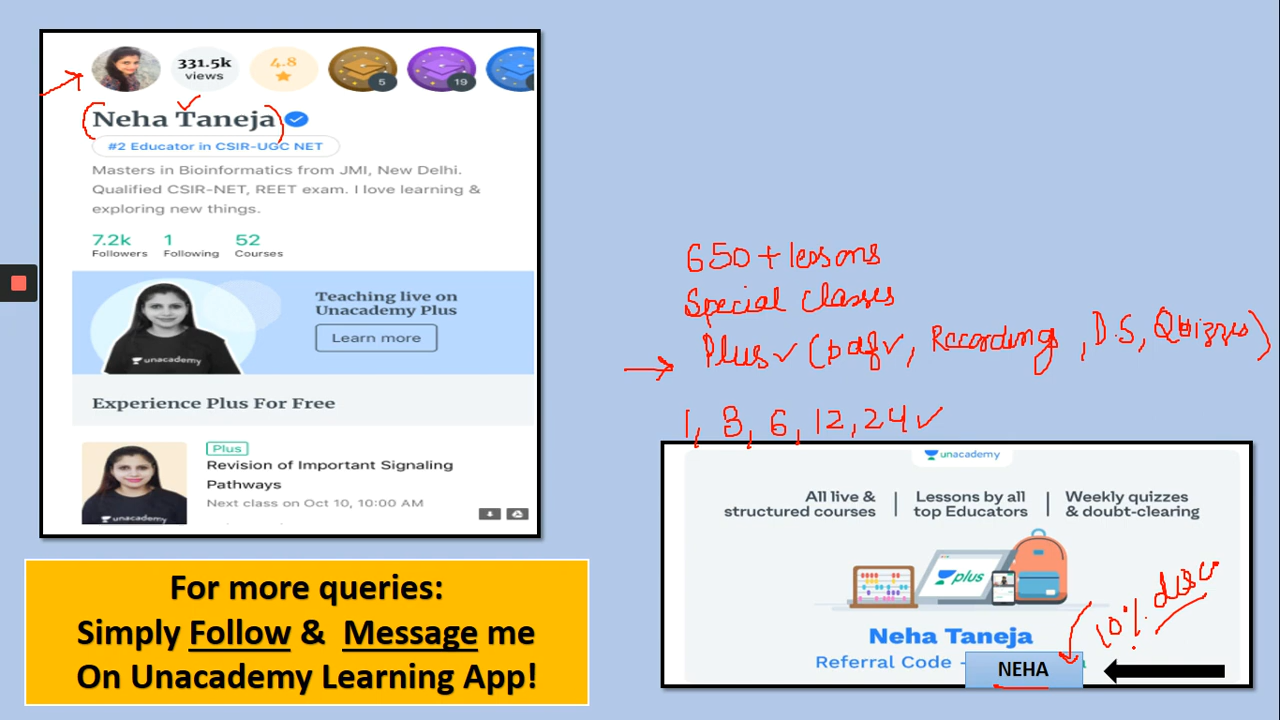 331.5k
views
4.8
5
19
Neha Taneja
#2 Educator in CSIR-UGC NET
Masters in Bioinformatics from JMI, New Delhi.
Qualified CSIR-NET, REET exam. I love learning &
exploring new things.
7.2k 1 52
Followers Following Courses
Teaching live on
Unacademy Plus
Learn more
unacademy
Experience Plus For Free
Plus
Revision of Important Signaling
Pathways
Next class on Oct 10, 10:00 AM
unacademy
For more queries:
Simply Follow & Message me
On Unacademy Learning App!
650+ lessons
Special classes
Plus (pdf, Recording, D.S, Quizzes)
1, 3, 6, 12, 24
unacademy
All live &
structured courses
Lessons by all
top Educators
Weekly quizzes
& doubt-clearing
plus
10% disc
Neha Taneja
Referral Code -
NEHA